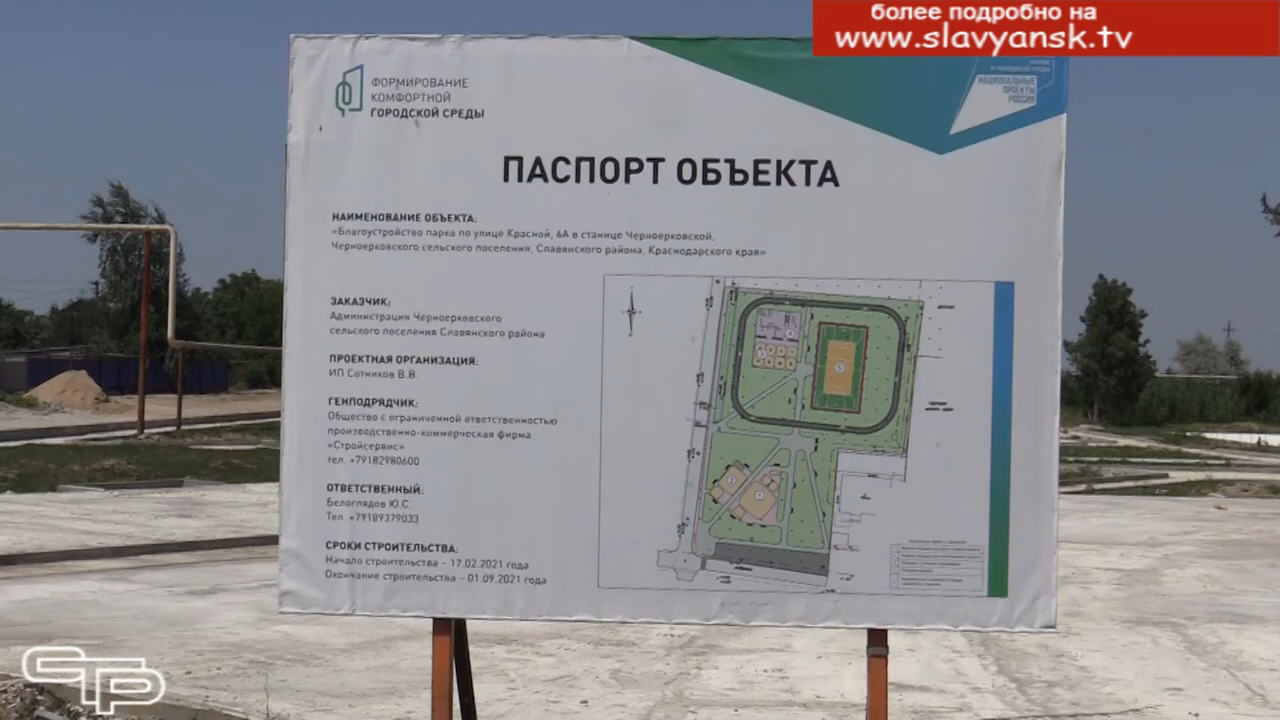 более подробно на
www.slavyansk.tv
ФОРМИРОВАНИЕ
КОМФОРТНОЙ
ГОРОДСКОЙ СРЕДЫ
НАЦИОНАЛЬНЫЕ
ПРОЕКТЫ
РОССИИ
ПАСПОРТ ОБЪЕКТА
НАИМЕНОВАНИЕ ОБЪЕКТА:
«Благоустройство парка по улице Красной, 6А в станице Черноерковской,
Черноерковского сельского поселения, Славянского района, Краснодарского края»
ЗАКАЗЧИК:
Администрация Черноерковского
сельского поселения Славянского района
ПРОЕКТНАЯ ОРГАНИЗАЦИЯ:
ИП Сотников В.В.
ГЕНПОДРЯДЧИК:
Общество с ограниченной ответственностью
производственно-коммерческая фирма
«Стройсервис»
тел. +79182980600
ОТВЕТСТВЕННЫЙ:
Белоглядов Ю.С.
Тел. +79189379033
СРОКИ СТРОИТЕЛЬСТВА:
Начало строительства – 17.02.2021 года
Окончание строительства – 01.09.2021 года
СТР